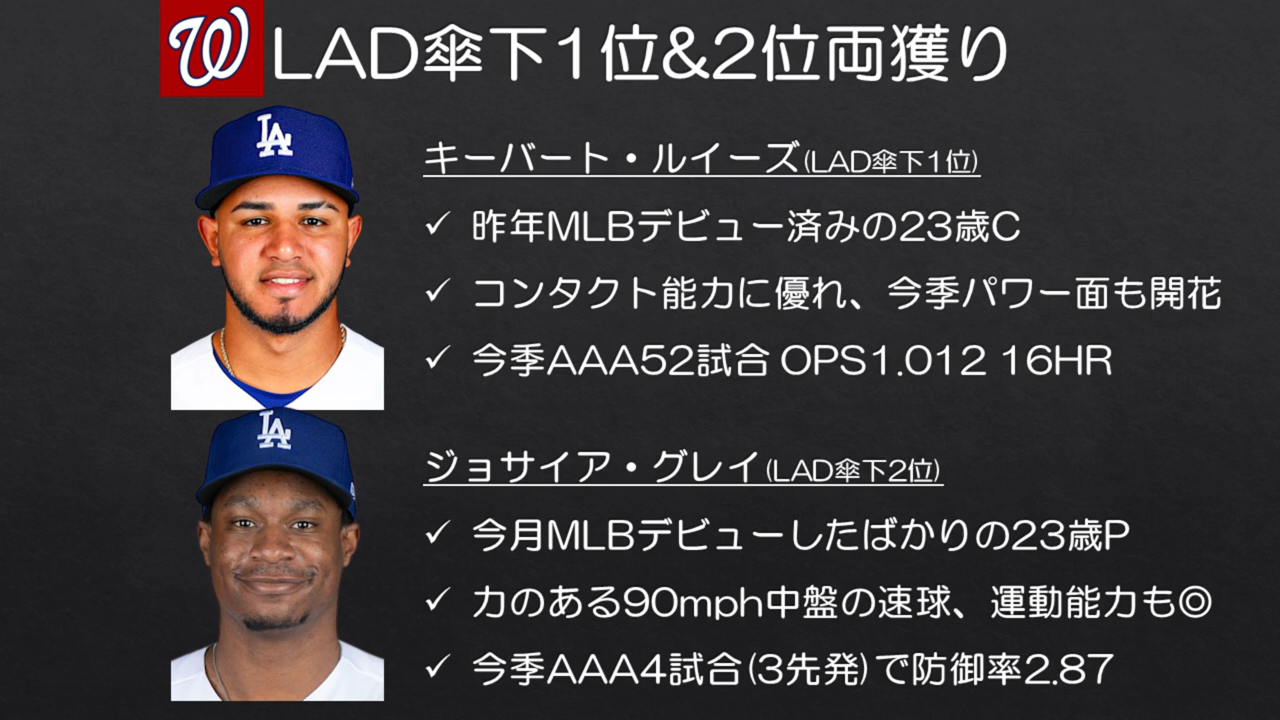 W LAD傘下1位&2位両獲り
LA
キーバート・ルイーズ(LAD傘下1位)
✓ 昨年MLBデビュー済みの23歳C
✓ コンタクト能力に優れ、今季パワー面も開花
✓ 今季AAA52試合 OPS1.012 16HR
LA
ジョサイア・グレイ(LAD傘下2位)
✓ 今月MLBデビューしたばかりの23歳P
✓ 力のある90mph中盤の速球、運動能力も◎
✓ 今季AAA4試合(3先発)で防御率2.87